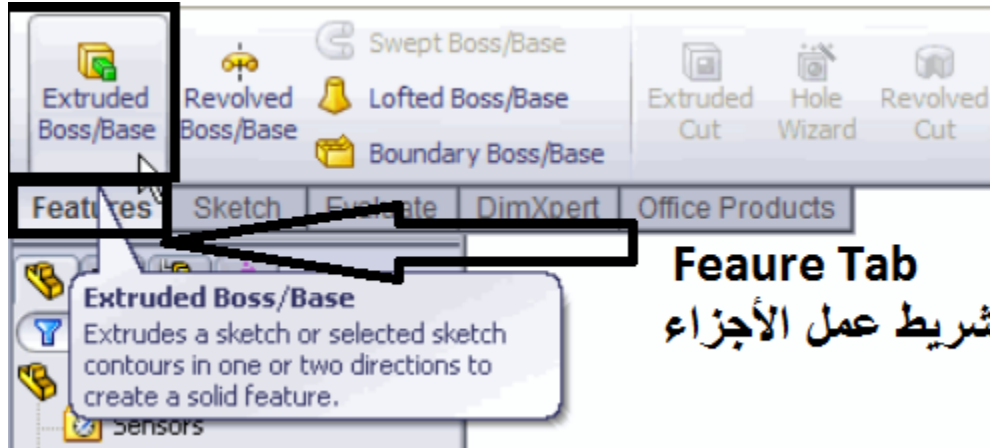 Swept Boss/Base
Extruded Boss/Base
Revolved Boss/Base
Lofted Boss/Base
Boundary Boss/Base
Extruded Cut
Hole Wizard
Revolved Cut
Features Sketch Evaluate DimXpert Office Products
Feaure Tab
شريط عمل الأجزاء
Extruded Boss/Base
Extrudes a sketch or selected sketch
contours in one or two directions to
create a solid feature.
Sensors